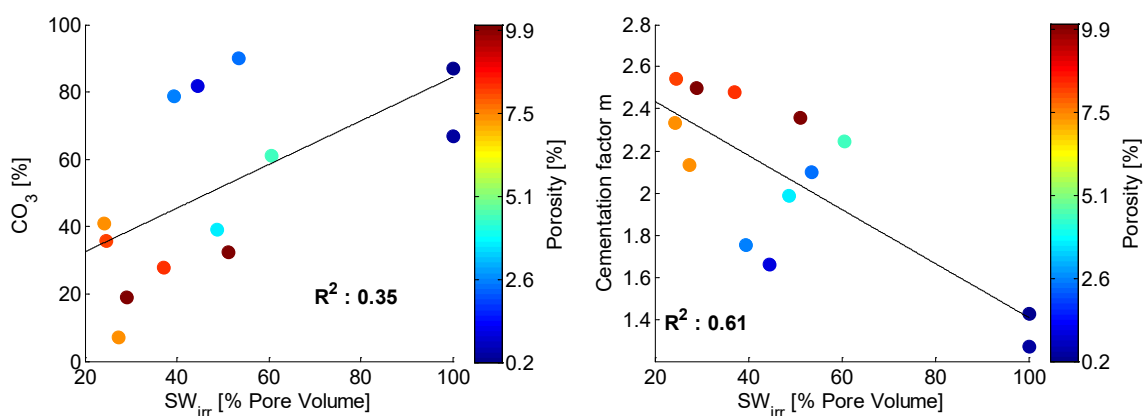 100
80
60
40
20
0
CO3 [%]
20 40 60 80 100
SWirr [% Pore Volume]
R2 : 0.35
9.9
7.5
5.1
2.6
0.2
Porosity [%]
2.8
2.6
2.4
2.2
2
1.8
1.6
1.4
Cementation factor m
20 40 60 80 100
SWirr [% Pore Volume]
R2 : 0.61
9.9
7.5
5.1
2.6
0.2
Porosity [%]